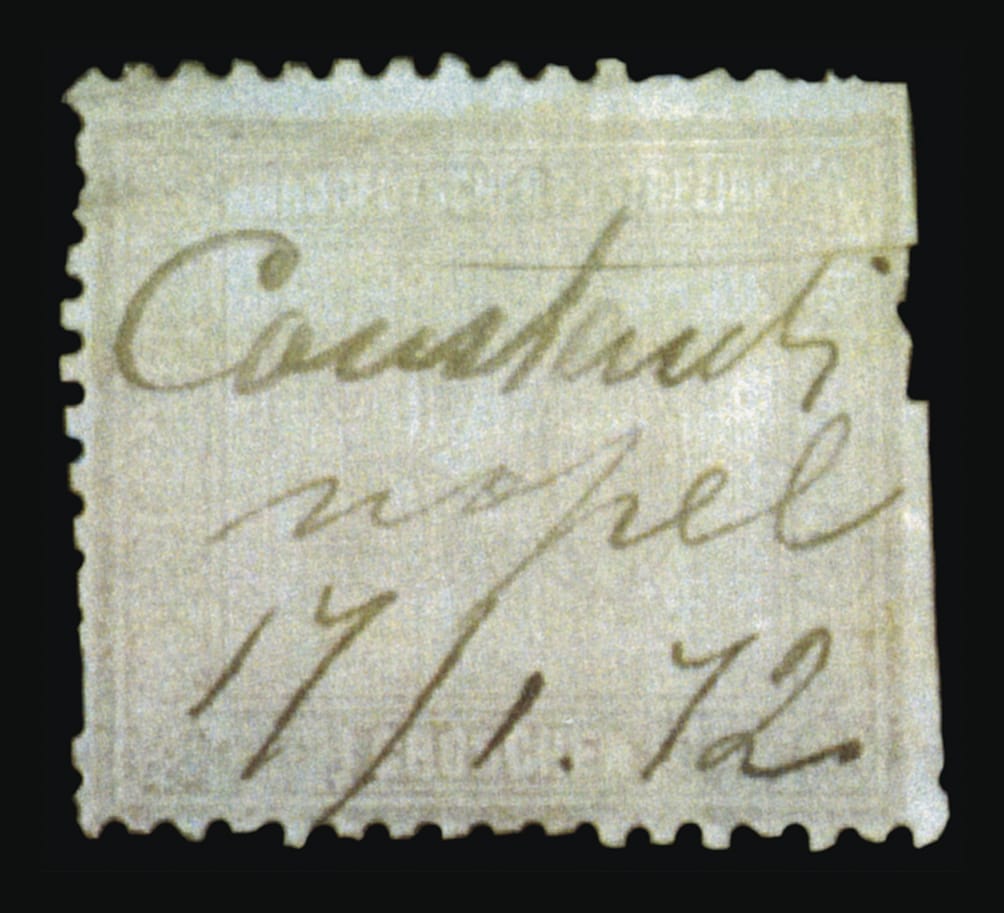 Constanti
nopel
17/1. 72.